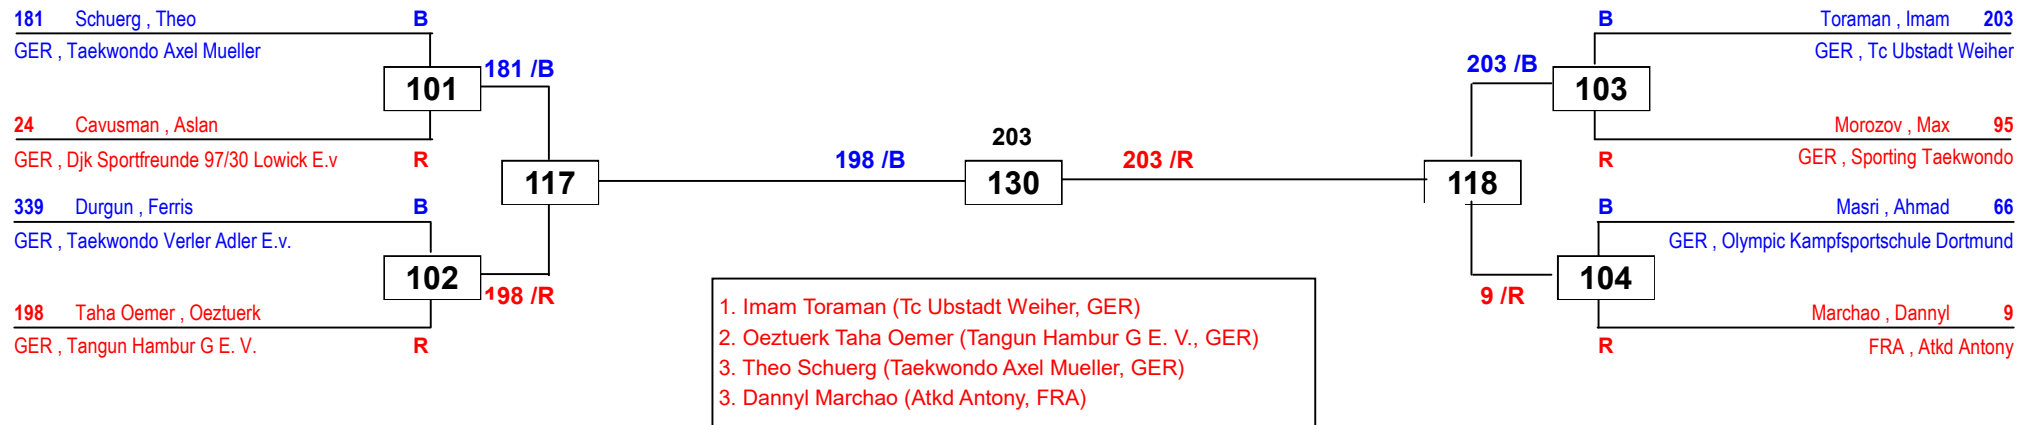 181 Schuerg , Theo B
GER , Taekwondo Axel Mueller
101
181 /B
24 Cavusman , Aslan
GER , Djk Sportfreunde 97/30 Lowick E.v R
117
339 Durgun , Ferris B
GER , Taekwondo Verler Adler E.v.
102
198 /R
198 Taha Oemer , Oeztuerk
GER , Tangun Hambur G E. V. R
198 /B
203
130
203 /R
B Toraman , Imam 203
GER , Tc Ubstadt Weiher
203 /B
103
Morozov , Max 95
R GER , Sporting Taekwondo
118
B Masri , Ahmad 66
GER , Olympic Kampfsportschule Dortmund
104
9 /R
Marchao , Dannyl 9
R FRA , Atkd Antony
1. Imam Toraman (Tc Ubstadt Weiher, GER)
2. Oeztuerk Taha Oemer (Tangun Hambur G E. V., GER)
3. Theo Schuerg (Taekwondo Axel Mueller, GER)
3. Dannyl Marchao (Atkd Antony, FRA)